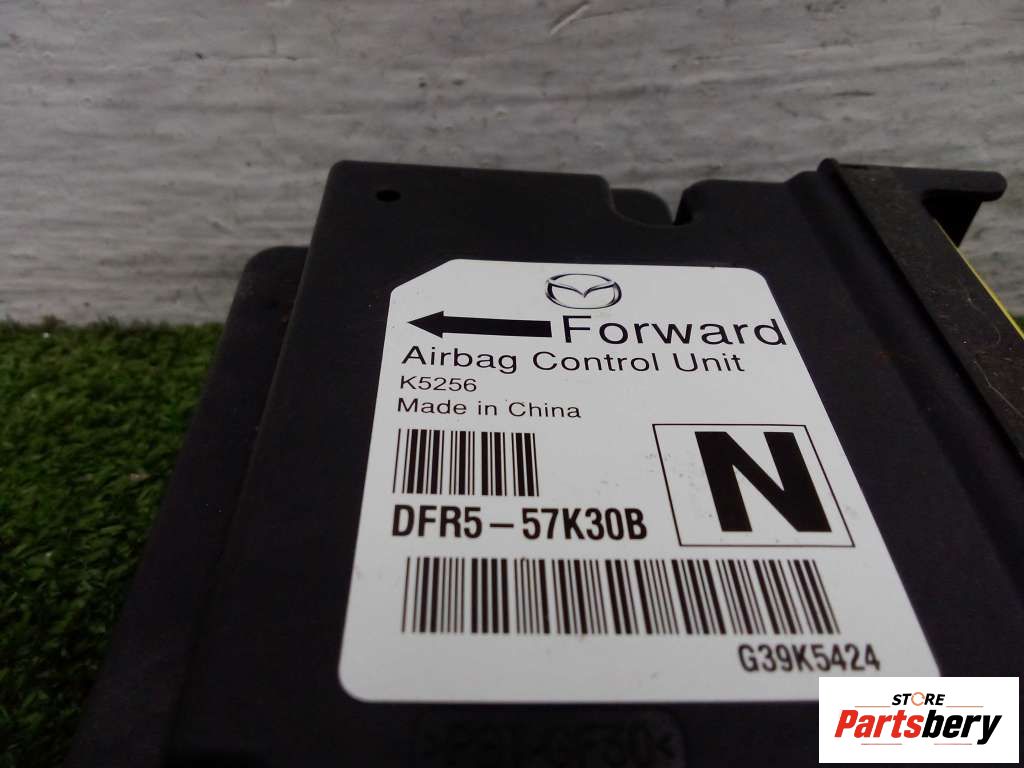 Forward
Airbag Control Unit
K5256
Made in China
N
DFR5-57K30B
G39K5424
STORE
Partsbery